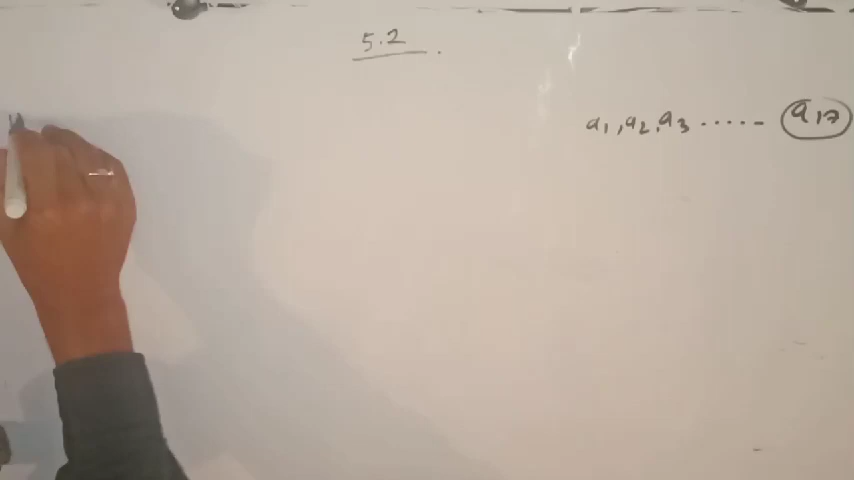 5.2
a₁, a₂, a₃ ..... a₁₇